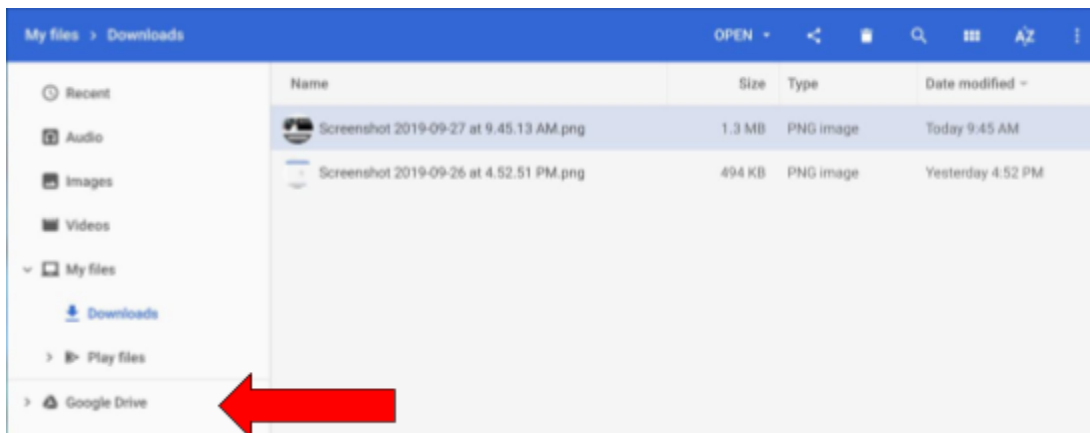 My files > Downloads
OPEN
AZ
Recent
Audio
Images
Videos
My files
Downloads
Play files
Google Drive
Name Size Type Date modified
Screenshot 2019-09-27 at 9.45.13 AM.png 1.3 MB PNG image Today 9:45 AM
Screenshot 2019-09-26 at 4.52.51 PM.png 494 KB PNG image Yesterday 4:52 PM